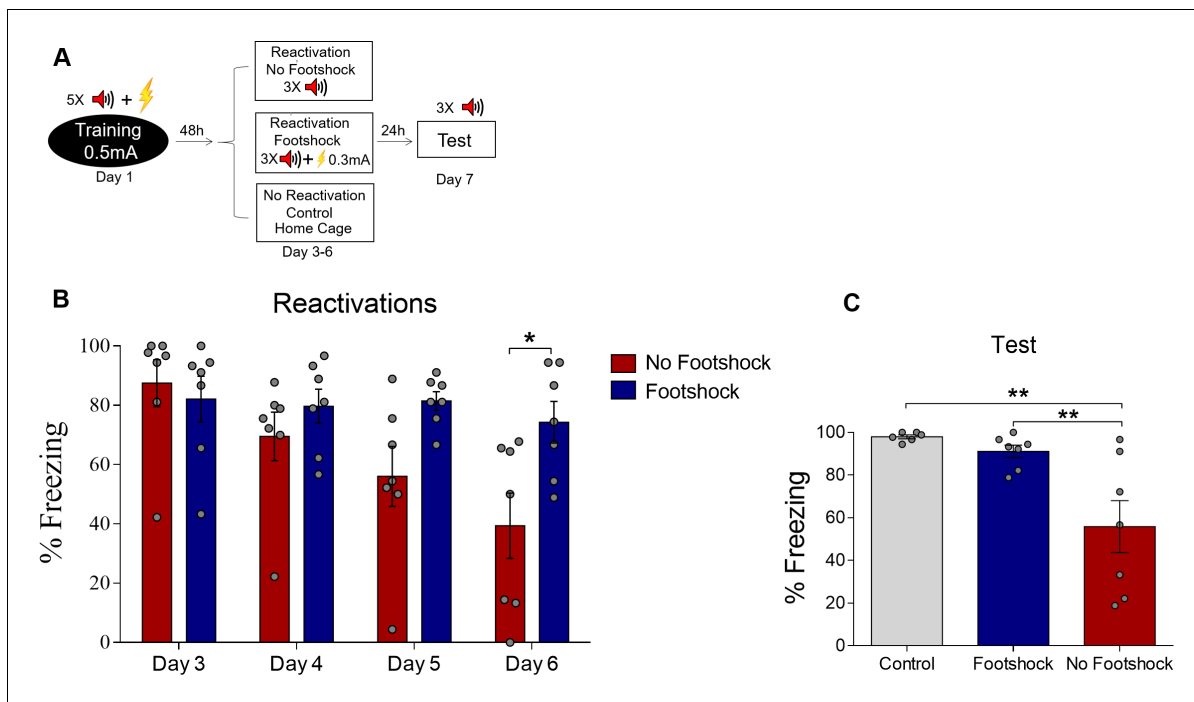 A
5X
+
Training
0.5mA
Day 1
48h
Reactivation
No Footshock
3X
Reactivation
Footshock
3X + 0.3mA
No Reactivation
Control
Home Cage
Day 3-6
24h
3X
Test
Day 7
B
Reactivations
% Freezing
100
80
60
40
20
0
*
Day 3
Day 4
Day 5
Day 6
No Footshock
Footshock
C
Test
% Freezing
100
80
60
40
20
0
**
**
Control
Footshock
No Footshock